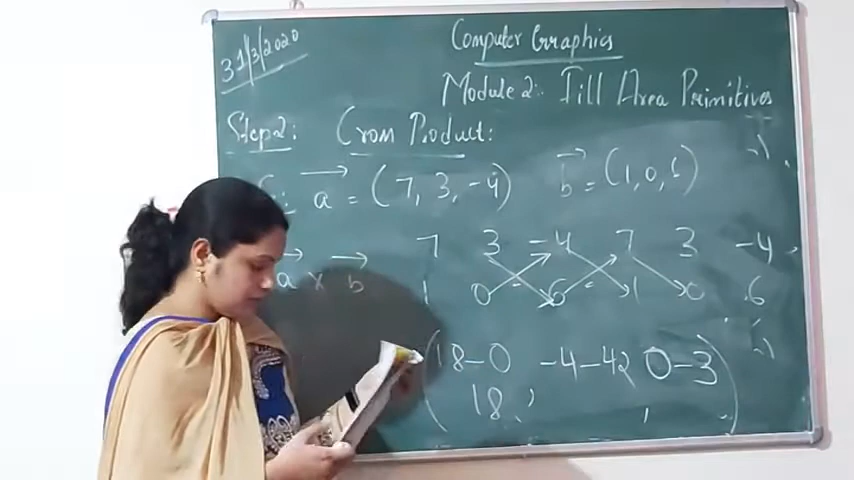 31/3/2020
Computer Graphics
Module 2: Fill Area Primitives
Step 2: Cross Product:
a = (7, 3, -4) b = (1, 0, 6)
a x b 7 3 -4 7 3 -4
1 0 6 1 0 6
(18-0 -4-42 0-3)
18,